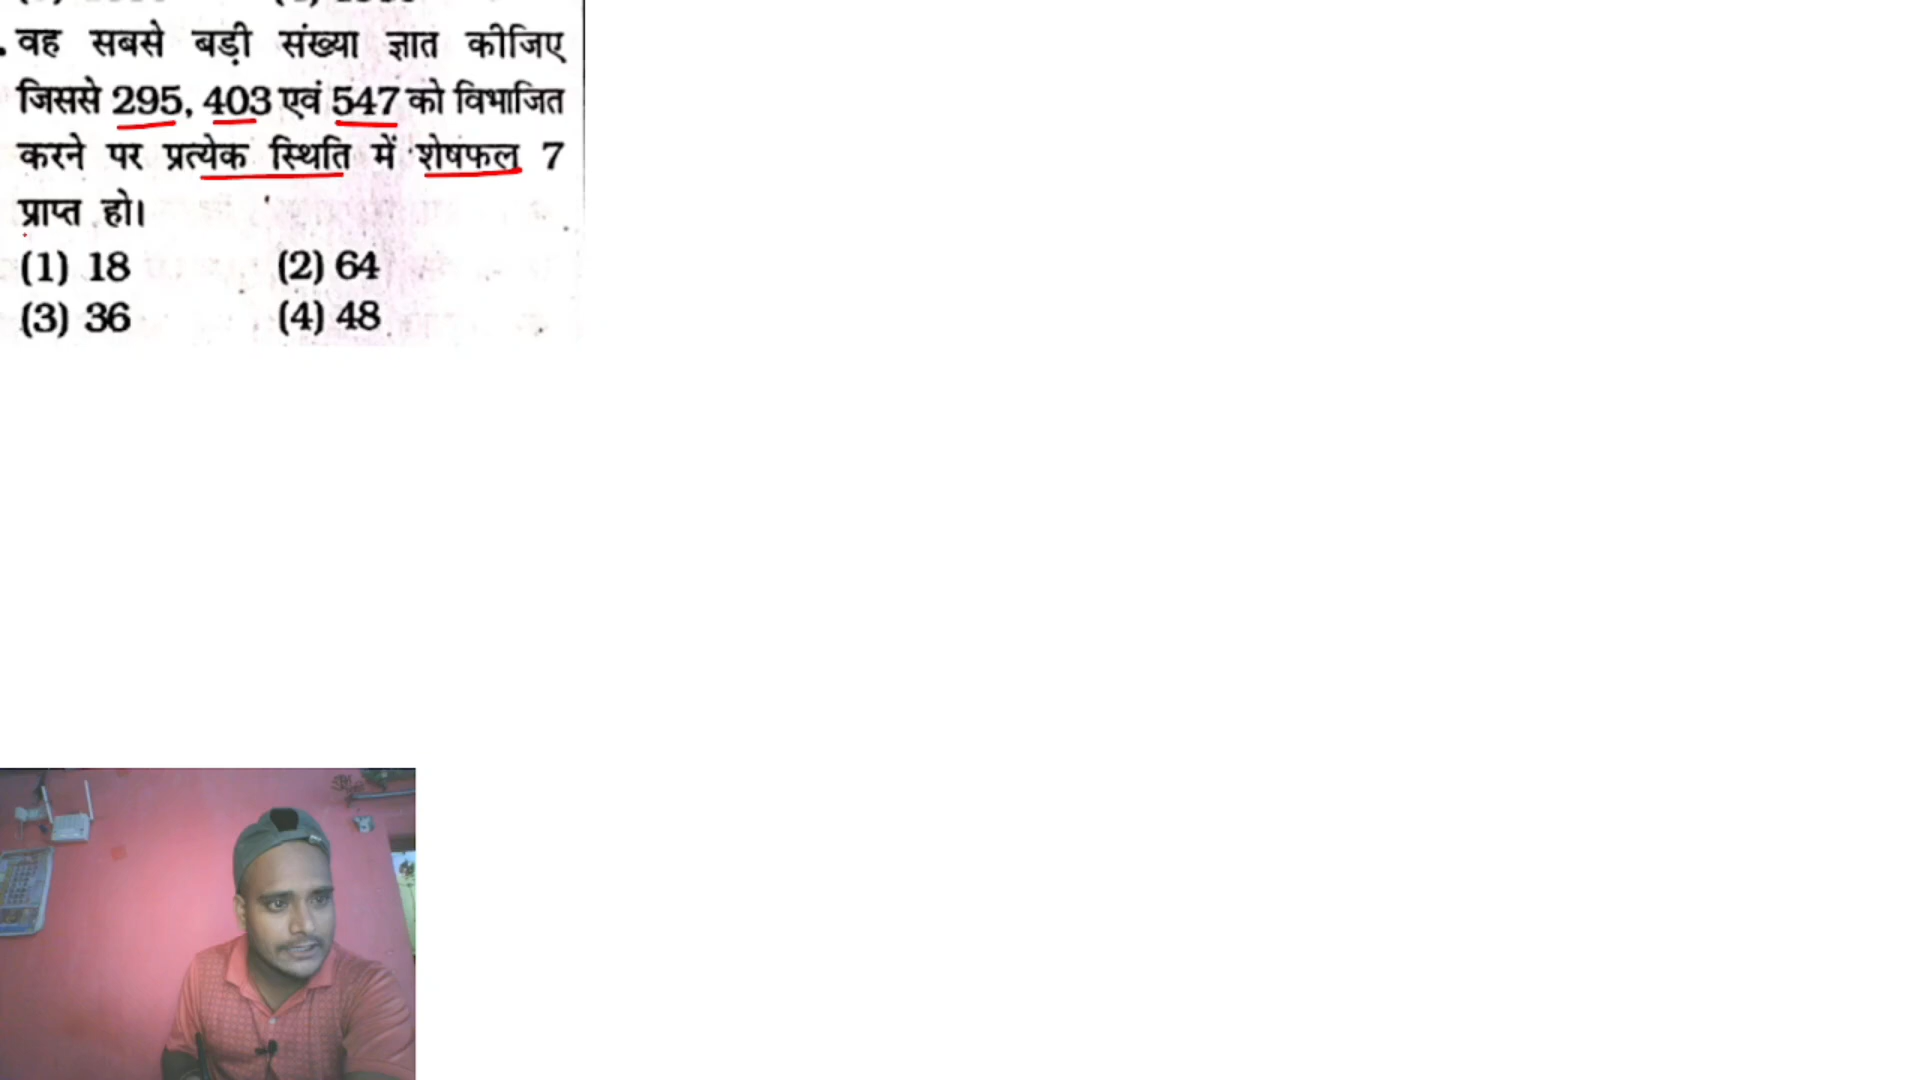 वह सबसे बड़ी संख्या ज्ञात कीजिए
जिससे 295, 403 एवं 547 को विभाजित
करने पर प्रत्येक स्थिति में शेषफल 7
प्राप्त हो।
(1) 18 (2) 64
(3) 36 (4) 48